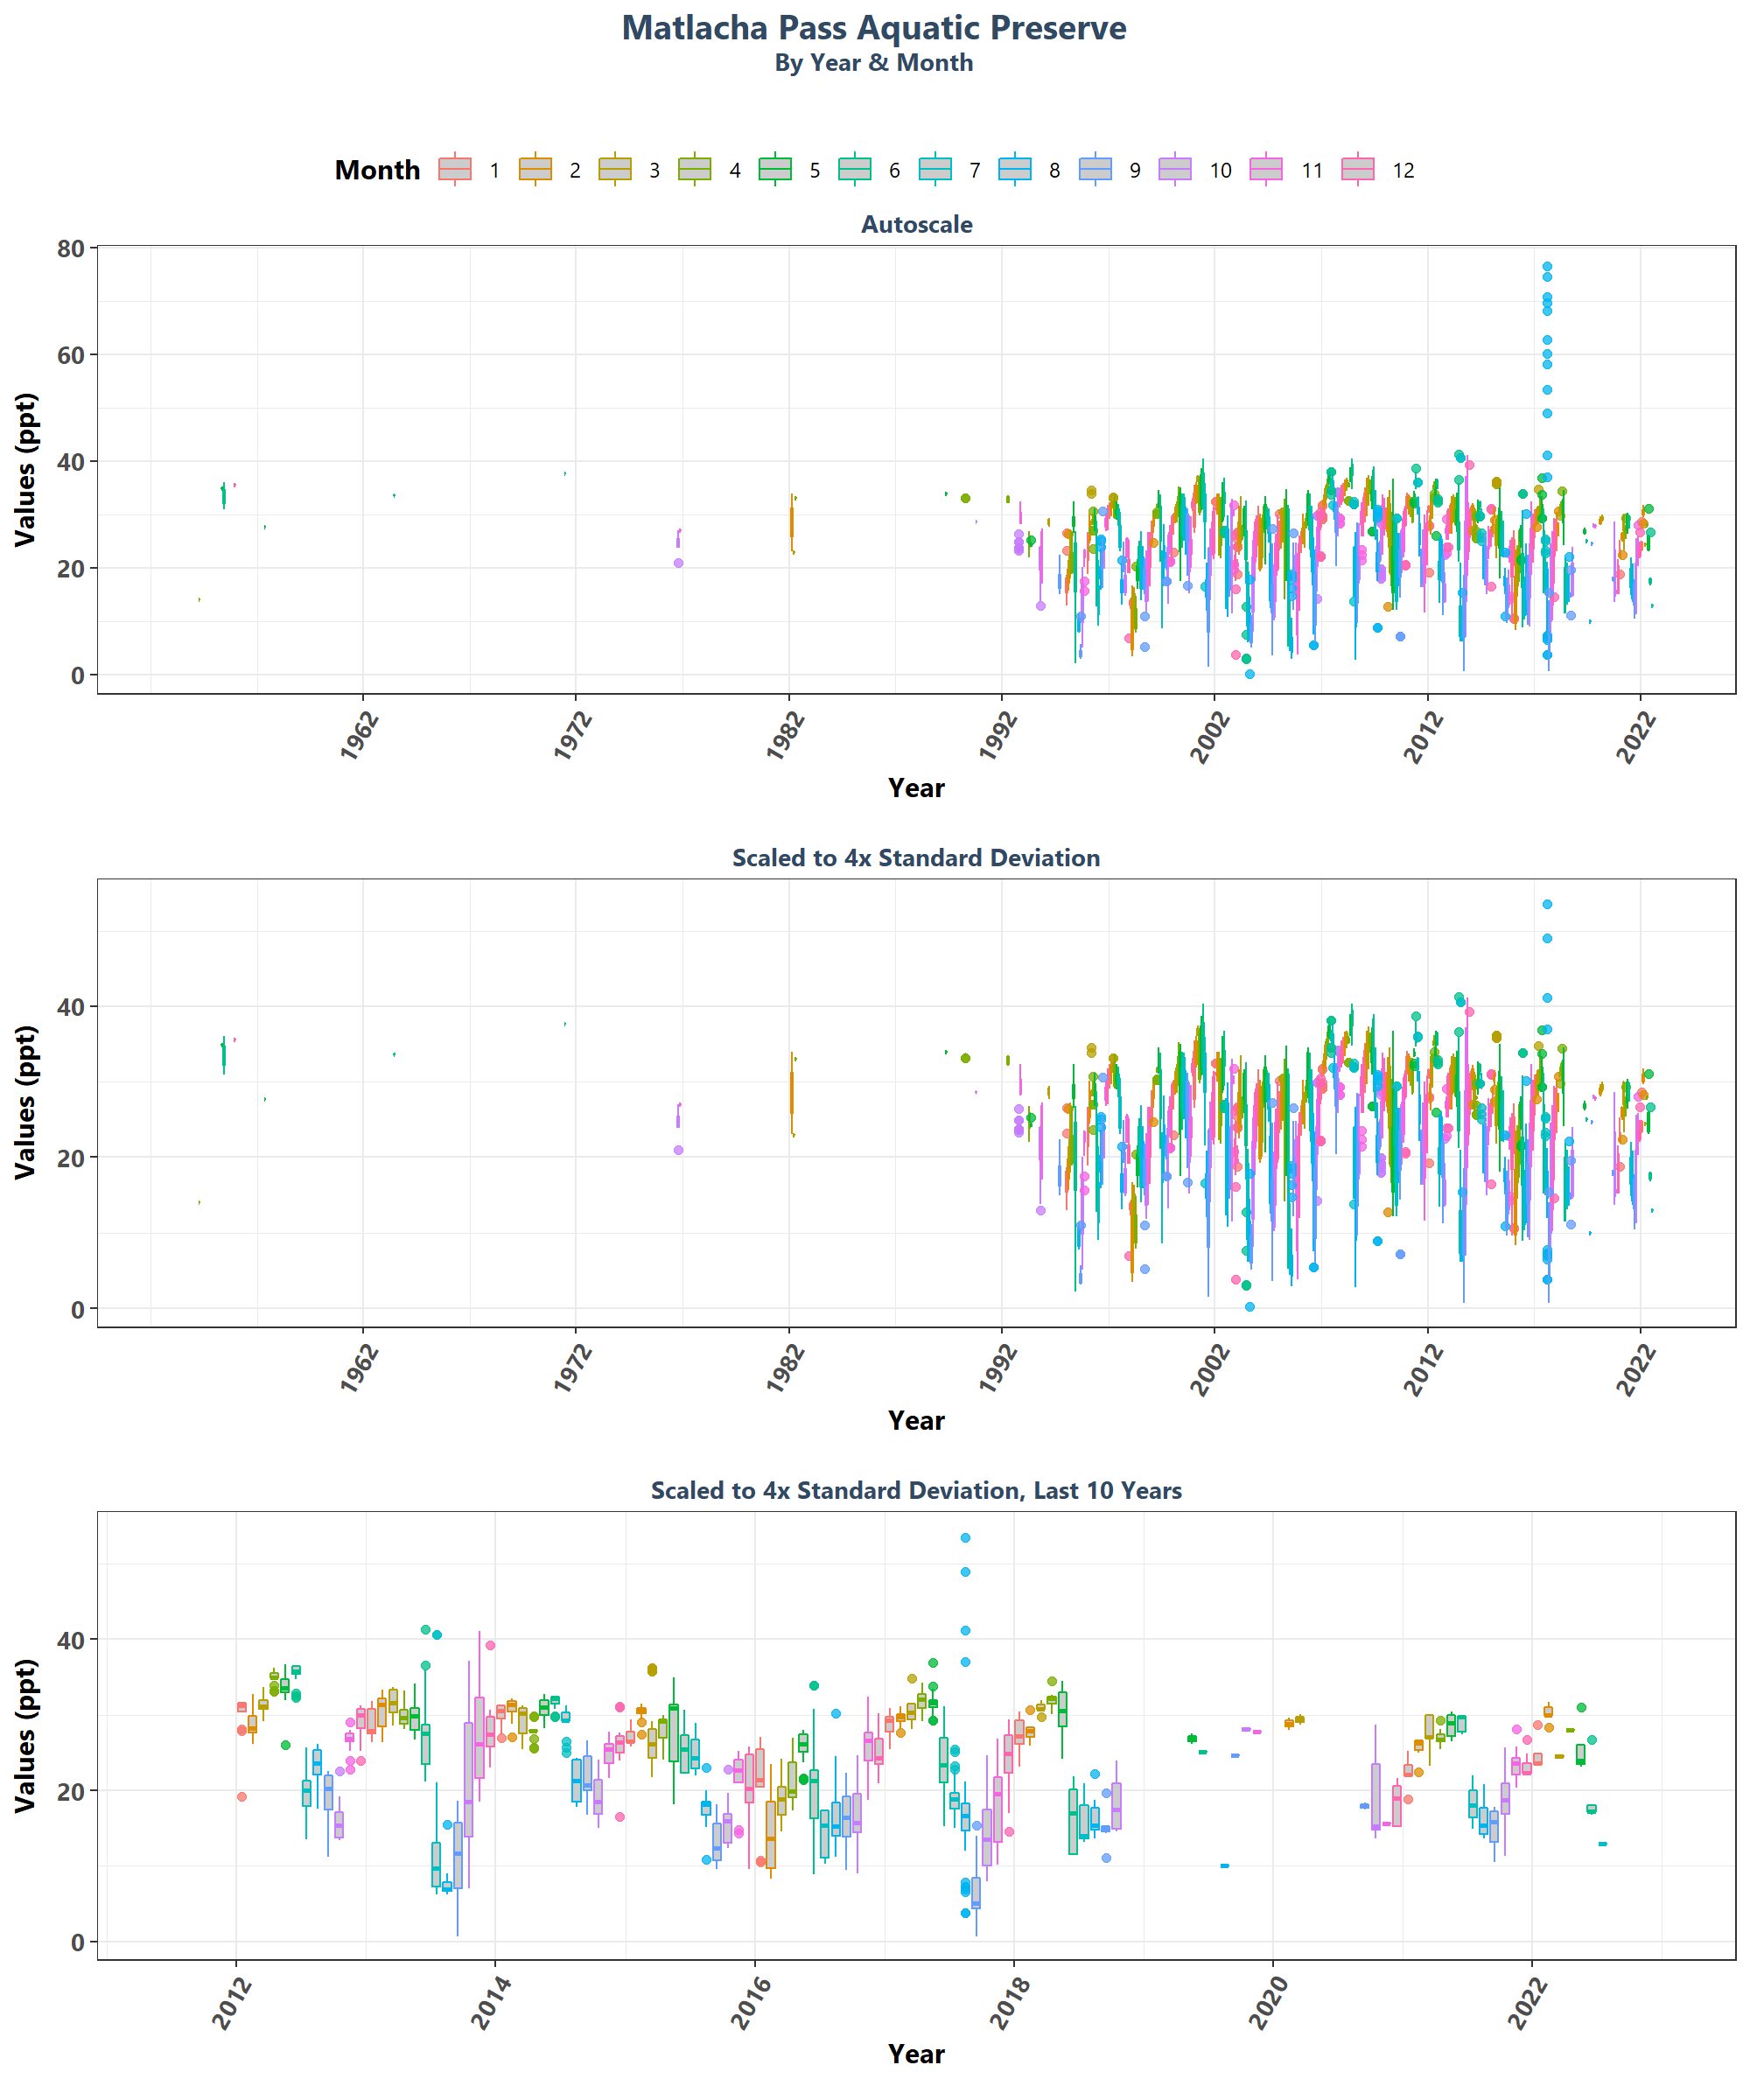 Matlacha Pass Aquatic Preserve
By Year & Month
Month 1 2 3 4 5 6 7 8 9 10 11 12
Autoscale
Values (ppt)
80
60
40
20
0
1962 1972 1982 1992 2002 2012 2022
Year
Scaled to 4x Standard Deviation
Values (ppt)
40
20
0
1962 1972 1982 1992 2002 2012 2022
Year
Scaled to 4x Standard Deviation, Last 10 Years
Values (ppt)
40
20
0
2012 2014 2016 2018 2020 2022
Year